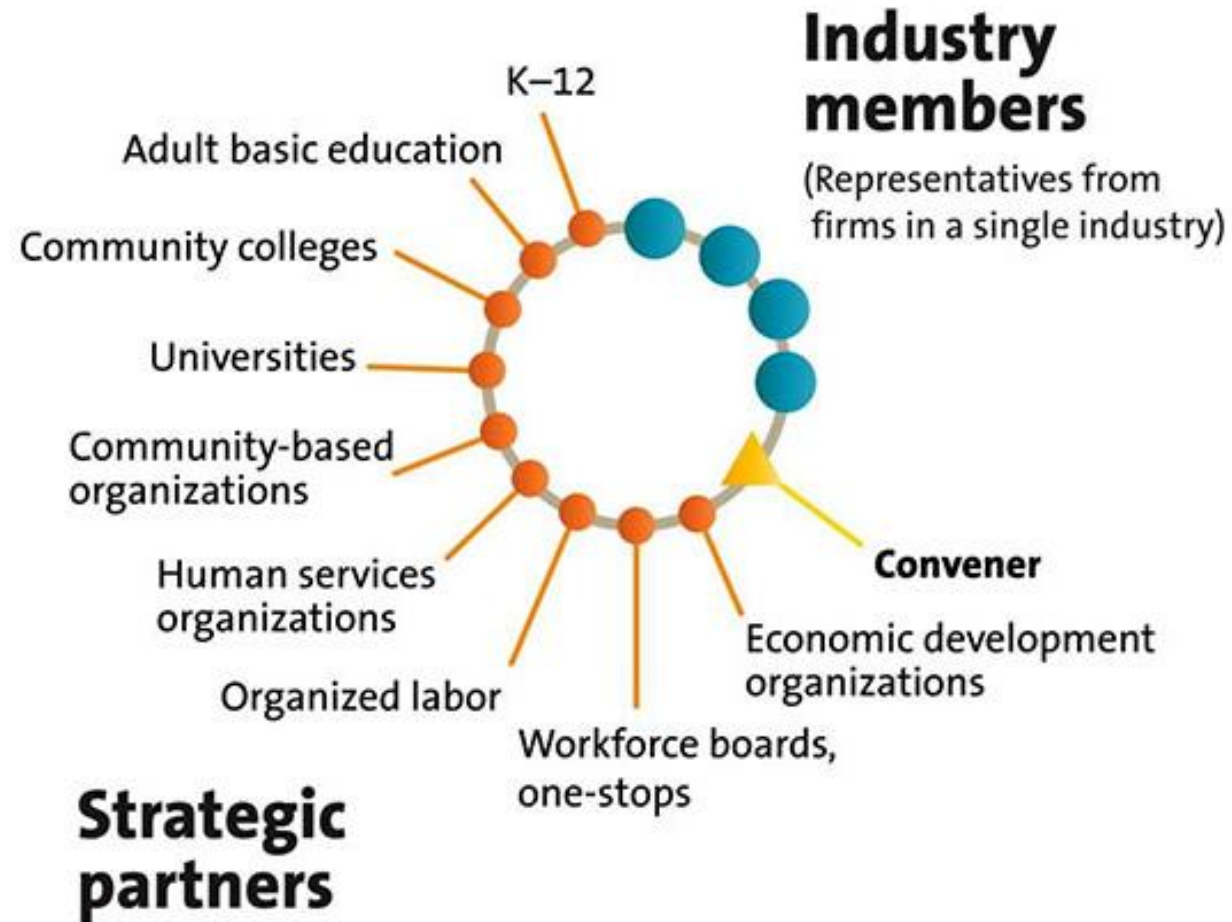 Industry
members
(Representatives from
firms in a single industry)
K–12
Adult basic education
Community colleges
Universities
Community-based
organizations
Human services
organizations
Organized labor
Workforce boards,
one-stops
Economic development
organizations
Convener
Strategic
partners